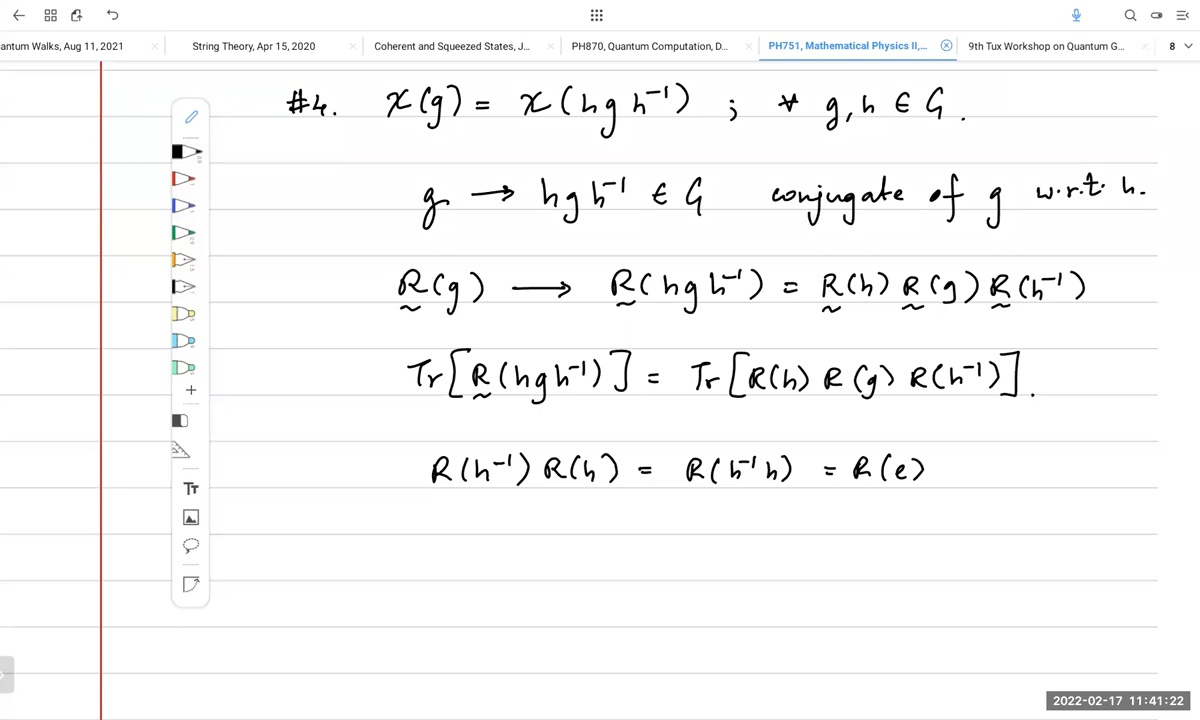 antum Walks, Aug 11, 2021
String Theory, Apr 15, 2020
Coherent and Squeezed States, J...
PH870, Quantum Computation, D...
PH751, Mathematical Physics II,...
9th Tux Workshop on Quantum G...
8
#4. χ(g) = χ(hgh⁻¹) ; ∀ g,h ∈ G.
g → hgh⁻¹ ∈ G conjugate of g w.r.t. h.
R(g) → R(hgh⁻¹) = R(h) R(g) R(h⁻¹)
Tr[R(hgh⁻¹)] = Tr[R(h) R(g) R(h⁻¹)].
R(h⁻¹) R(h) = R(h⁻¹h) = R(e)
TT
2022-02-17 11:41:22